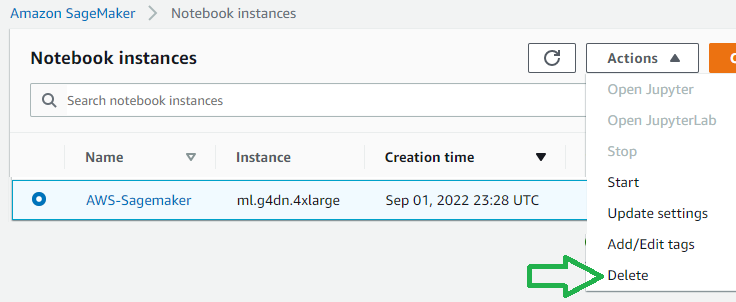 Amazon SageMaker > Notebook instances
Notebook instances
Actions
Search notebook instances
Name Instance Creation time
AWS-Sagemaker ml.g4dn.4xlarge Sep 01, 2022 23:28 UTC
Open Jupyter
Open JupyterLab
Stop
Start
Update settings
Add/Edit tags
Delete